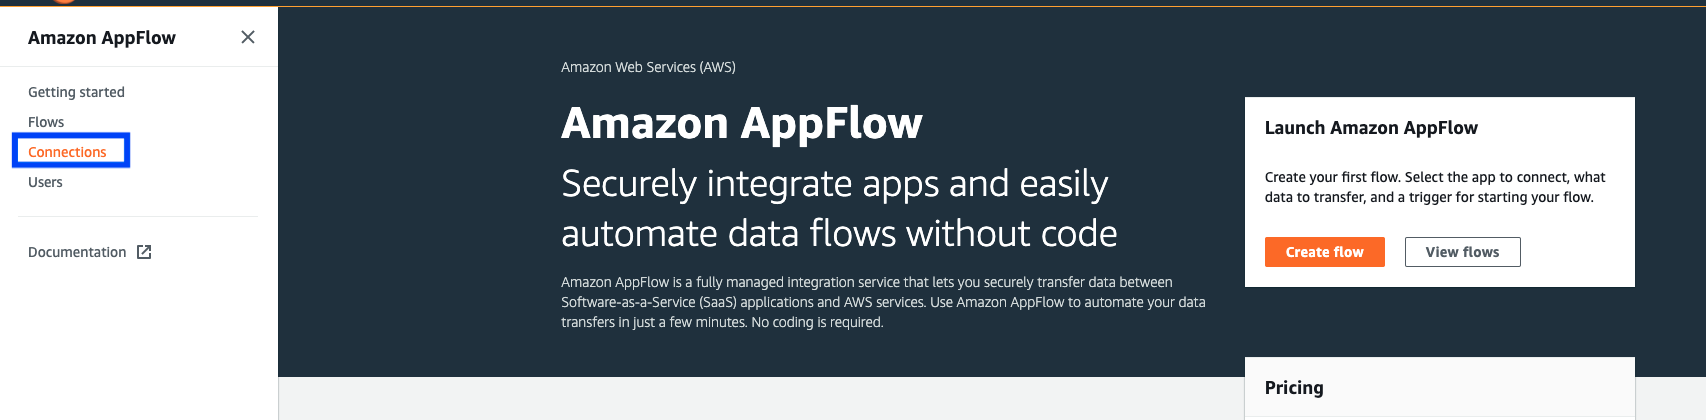 Amazon AppFlow
Getting started
Flows
Connections
Users
Documentation
Amazon Web Services (AWS)
Amazon AppFlow
Securely integrate apps and easily
automate data flows without code
Amazon AppFlow is a fully managed integration service that lets you securely transfer data between
Software-as-a-Service (SaaS) applications and AWS services. Use Amazon AppFlow to automate your data
transfers in just a few minutes. No coding is required.
Launch Amazon AppFlow
Create your first flow. Select the app to connect, what
data to transfer, and a trigger for starting your flow.
Create flow
View flows
Pricing